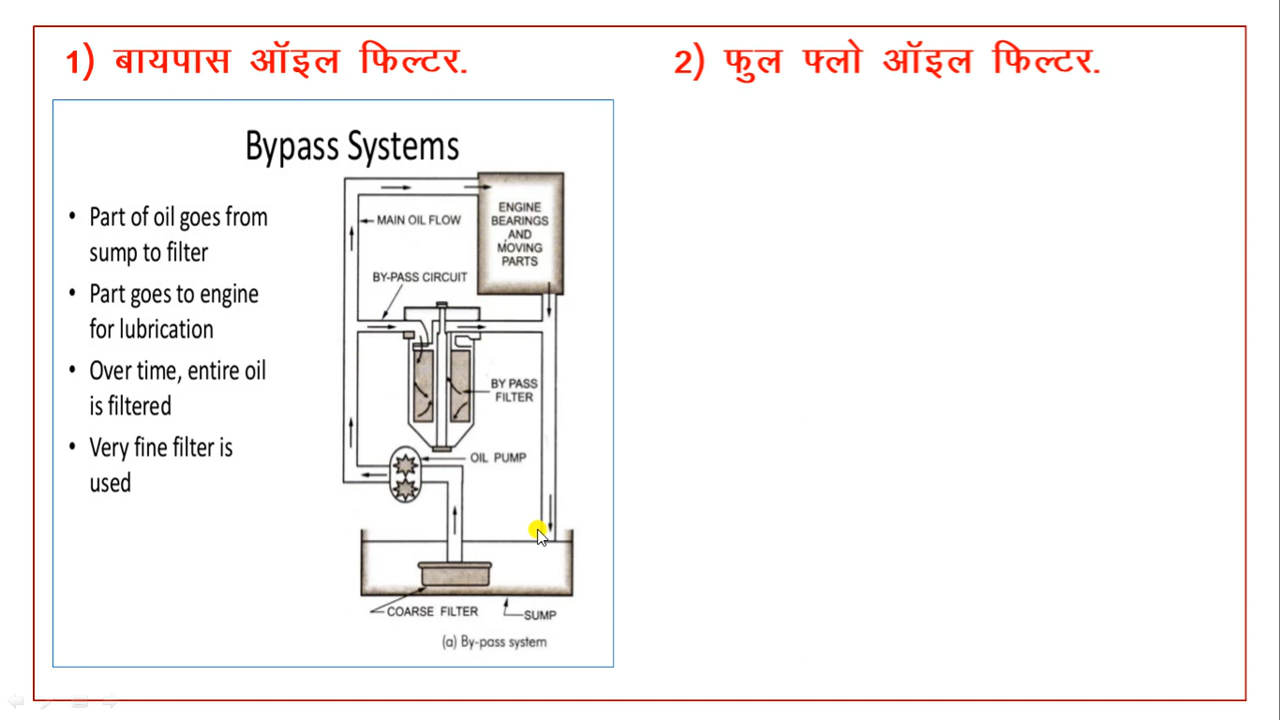 1) बायपास ऑइल फिल्टर.
2) फुल फ्लो ऑइल फिल्टर.
Bypass Systems
• Part of oil goes from
sump to filter
• Part goes to engine
for lubrication
• Over time, entire oil
is filtered
• Very fine filter is
used
ENGINE
BEARINGS
AND
MOVING
PARTS
MAIN OIL FLOW
BY-PASS CIRCUIT
BY PASS
FILTER
OIL PUMP
COARSE FILTER
SUMP
(a) By-pass system